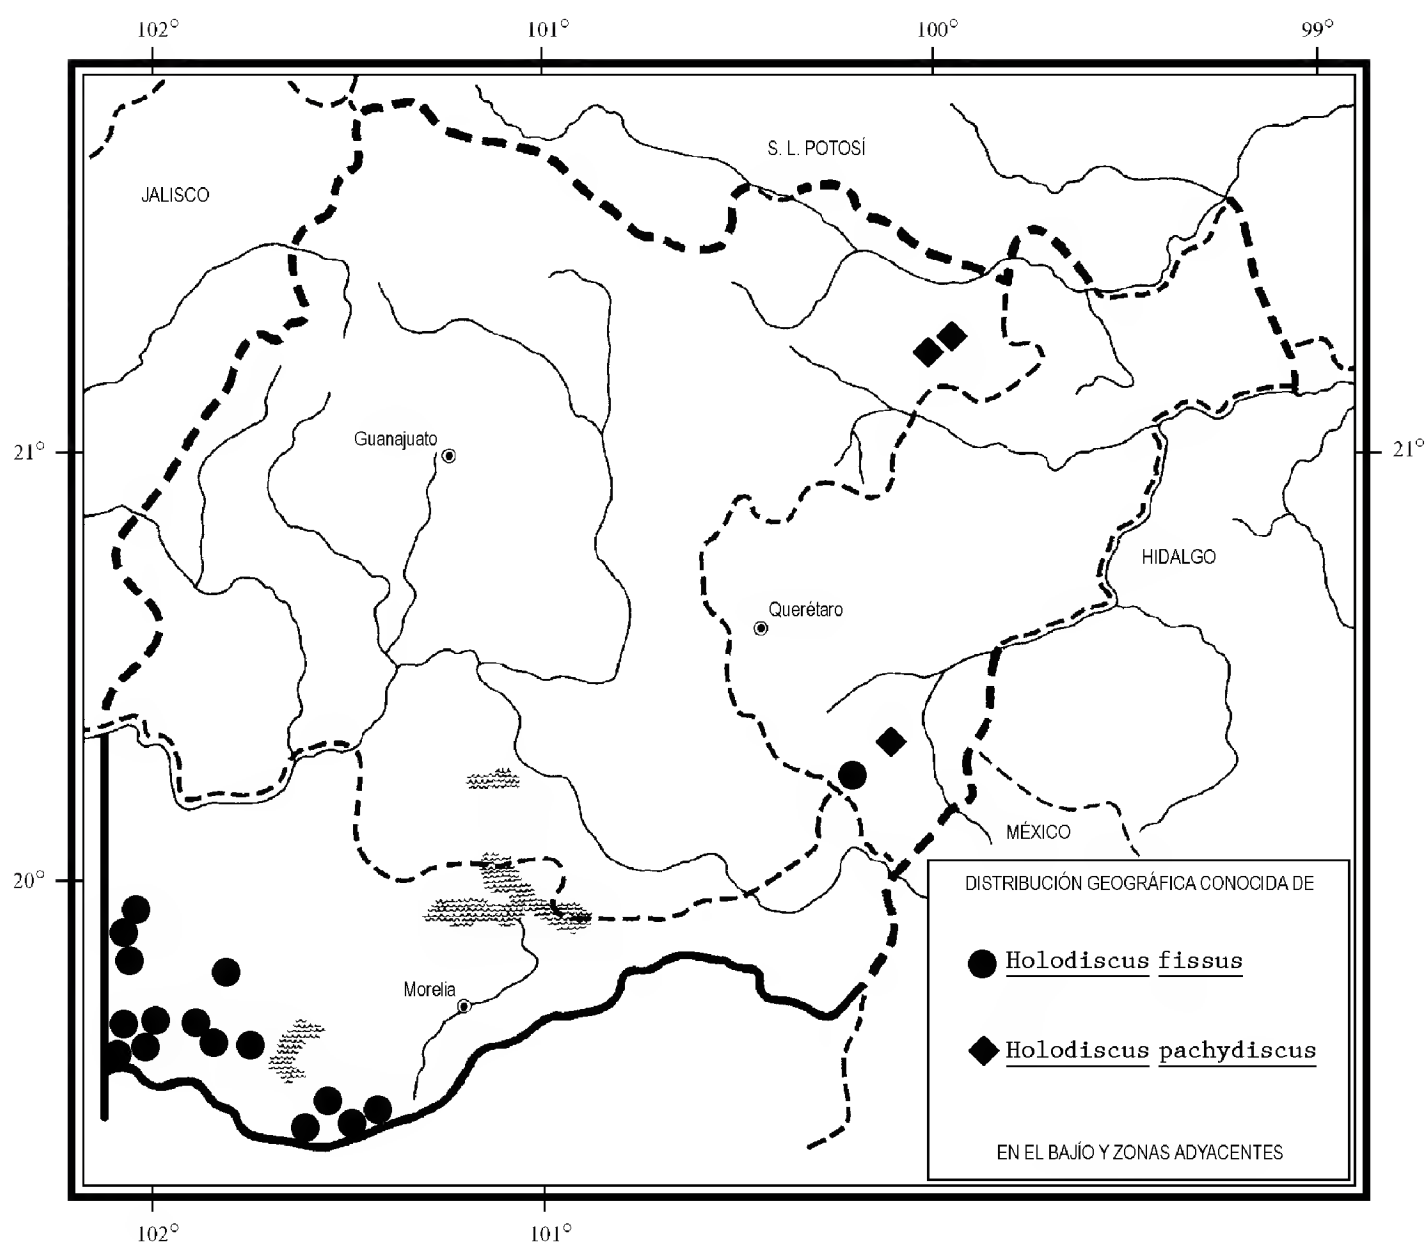 102° 101° 100° 99°
S. L. POTOSÍ
JALISCO
Guanajuato
21° 21°
HIDALGO
Querétaro
MÉXICO
20°
DISTRIBUCIÓN GEOGRÁFICA CONOCIDA DE
Holodiscus fissus
Morelia
Holodiscus pachydiscus
EN EL BAJÍO Y ZONAS ADYACENTES
102° 101°